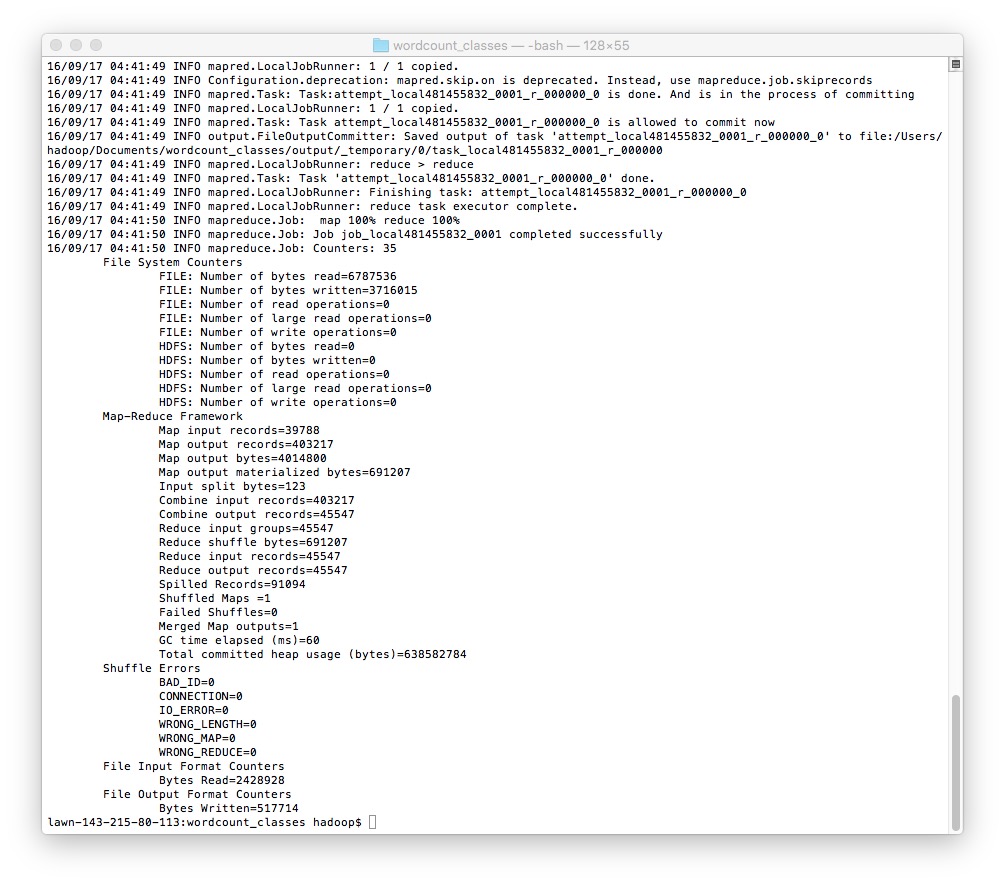 wordcount_classes — -bash — 128×55
16/09/17 04:41:49 INFO mapred.LocalJobRunner: 1 / 1 copied.
16/09/17 04:41:49 INFO Configuration.deprecation: mapred.skip.on is deprecated. Instead, use mapreduce.job.skiprecords
16/09/17 04:41:49 INFO mapred.Task: Task:attempt_local481455832_0001_r_000000_0 is done. And is in the process of committing
16/09/17 04:41:49 INFO mapred.LocalJobRunner: 1 / 1 copied.
16/09/17 04:41:49 INFO mapred.Task: Task attempt_local481455832_0001_r_000000_0 is allowed to commit now
16/09/17 04:41:49 INFO output.FileOutputCommitter: Saved output of task 'attempt_local481455832_0001_r_000000_0' to file:/Users/
hadoop/Documents/wordcount_classes/output/_temporary/0/task_local481455832_0001_r_000000
16/09/17 04:41:49 INFO mapred.LocalJobRunner: reduce > reduce
16/09/17 04:41:49 INFO mapred.Task: Task 'attempt_local481455832_0001_r_000000_0' done.
16/09/17 04:41:49 INFO mapred.LocalJobRunner: Finishing task: attempt_local481455832_0001_r_000000_0
16/09/17 04:41:49 INFO mapred.LocalJobRunner: reduce task executor complete.
16/09/17 04:41:50 INFO mapreduce.Job:  map 100% reduce 100%
16/09/17 04:41:50 INFO mapreduce.Job: Job job_local481455832_0001 completed successfully
16/09/17 04:41:50 INFO mapreduce.Job: Counters: 35
File System Counters
FILE: Number of bytes read=6787536
FILE: Number of bytes written=3716015
FILE: Number of read operations=0
FILE: Number of large read operations=0
FILE: Number of write operations=0
HDFS: Number of bytes read=0
HDFS: Number of bytes written=0
HDFS: Number of read operations=0
HDFS: Number of large read operations=0
HDFS: Number of write operations=0
Map-Reduce Framework
Map input records=39788
Map output records=403217
Map output bytes=4014800
Map output materialized bytes=691207
Input split bytes=123
Combine input records=403217
Combine output records=45547
Reduce input groups=45547
Reduce shuffle bytes=691207
Reduce input records=45547
Reduce output records=45547
Spilled Records=91094
Shuffled Maps =1
Failed Shuffles=0
Merged Map outputs=1
GC time elapsed (ms)=60
Total committed heap usage (bytes)=638582784
Shuffle Errors
BAD_ID=0
CONNECTION=0
IO_ERROR=0
WRONG_LENGTH=0
WRONG_MAP=0
WRONG_REDUCE=0
File Input Format Counters
Bytes Read=2428928
File Output Format Counters
Bytes Written=517714
lawn-143-215-80-113:wordcount_classes hadoop$